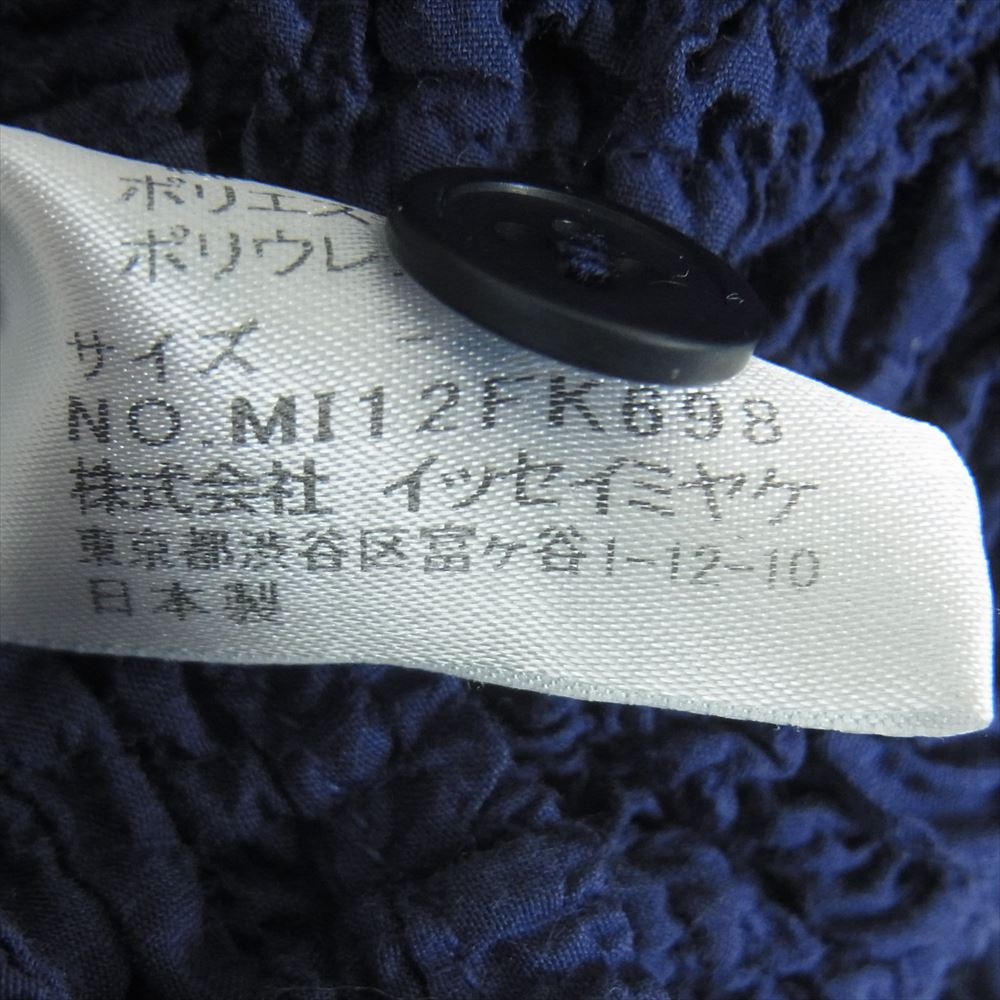 ポリエス
ポリウレ
サイズ
NO.MI12FK698
株式会社 イッセイミヤケ
東京都渋谷区富ヶ谷1-12-10
日本製